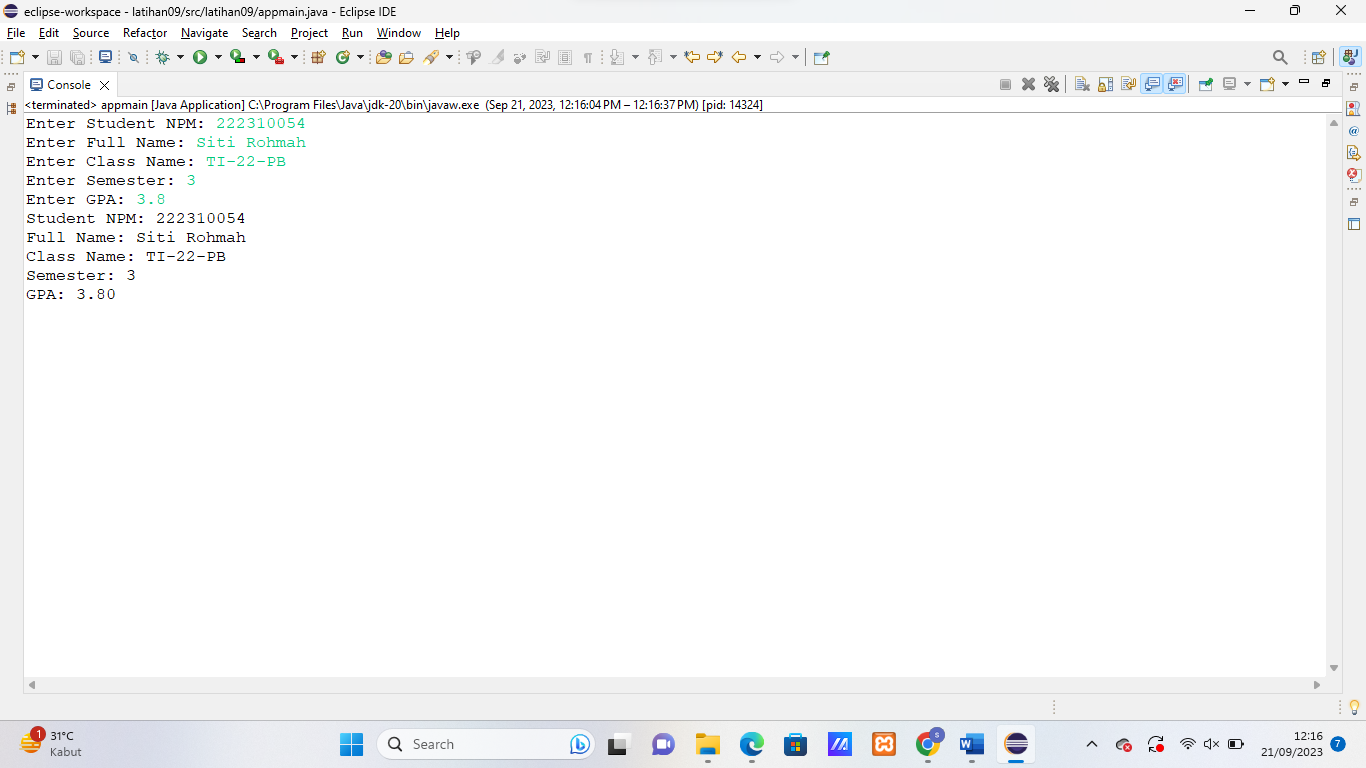 eclipse-workspace - latihan09/src/latihan09/appmain.java - Eclipse IDE
File Edit Source Refactor Navigate Search Project Run Window Help
Console
<terminated> appmain [Java Application] C:\Program Files\Java\jdk-20\bin\javaw.exe (Sep 21, 2023, 12:16:04 PM – 12:16:37 PM) [pid: 14324]
Enter Student NPM: 222310054
Enter Full Name: Siti Rohmah
Enter Class Name: TI-22-PB
Enter Semester: 3
Enter GPA: 3.8
Student NPM: 222310054
Full Name: Siti Rohmah
Class Name: TI-22-PB
Semester: 3
GPA: 3.80
1
31°C
Kabut
Search
S
12:16
21/09/2023
7